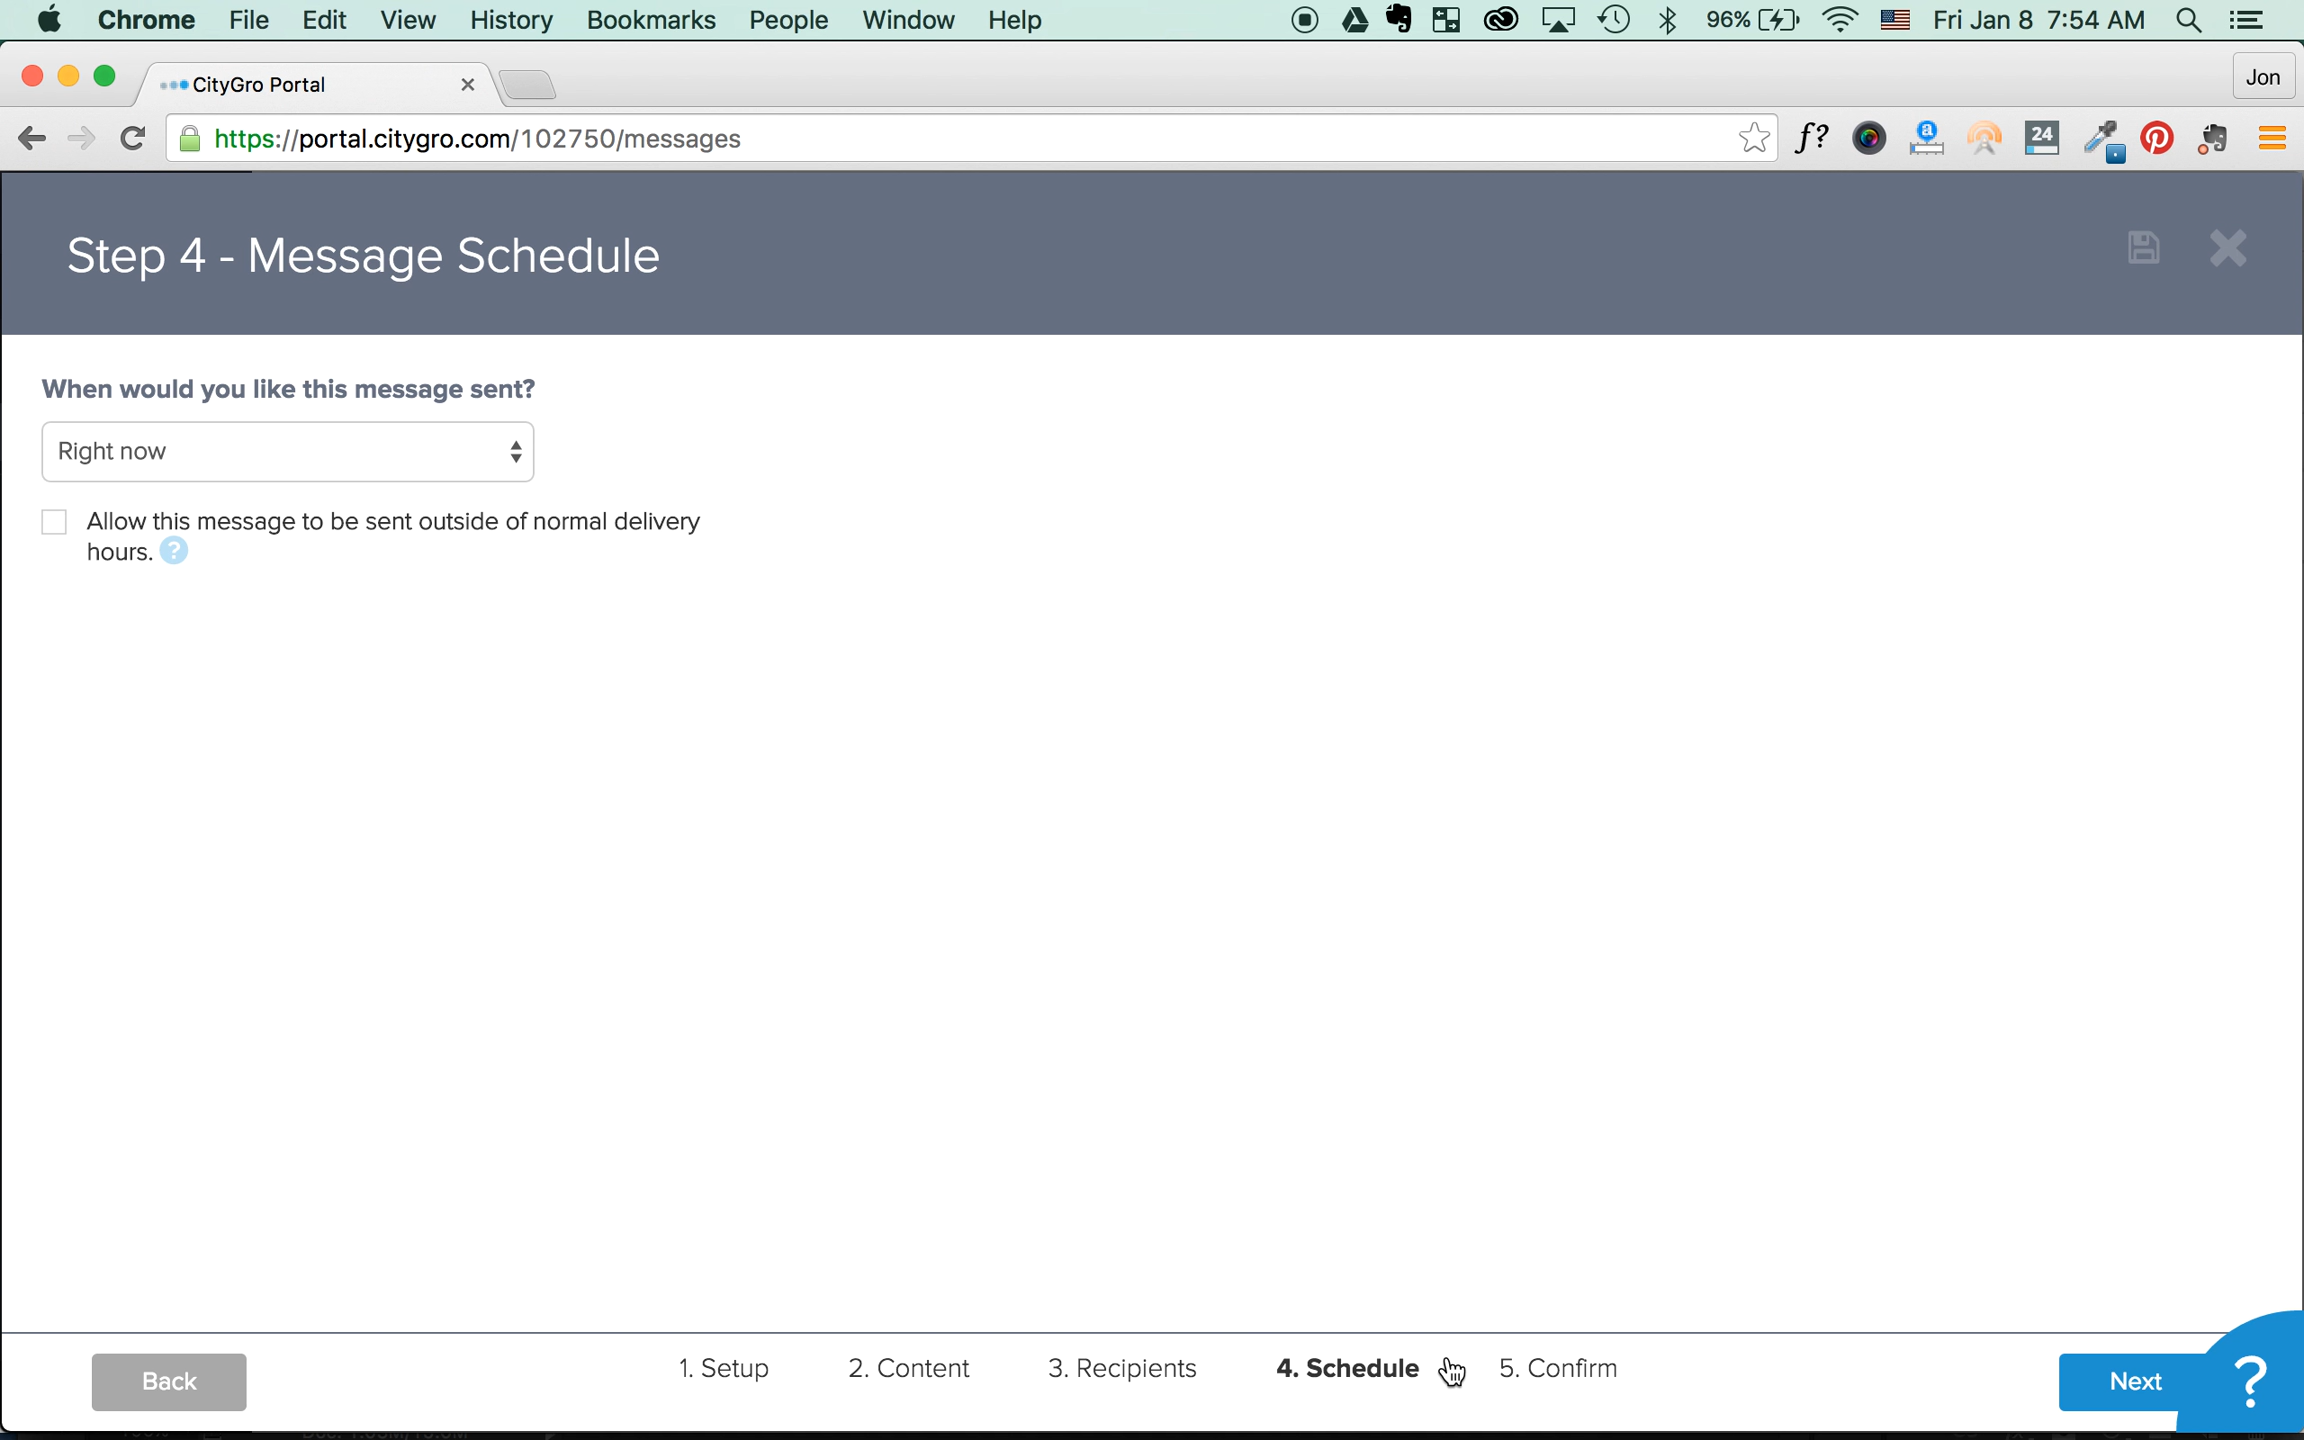 Chrome File Edit View History Bookmarks People Window Help 96% Fri Jan 8 7:54 AM
CityGro Portal Jon
https://portal.citygro.com/102750/messages f? a 24
Step 4 - Message Schedule
When would you like this message sent?
Right now
Allow this message to be sent outside of normal delivery
hours. ?
Back 1. Setup 2. Content 3. Recipients 4. Schedule 5. Confirm Next ?